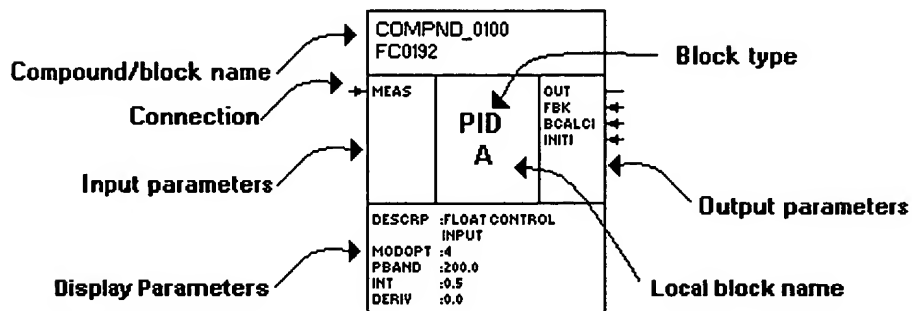 COMPND_0100
FC0192
Compound/block name
Block type
Connection
MEAS
PID
A
OUT
FBK
BCALCI
INITI
Input parameters
Output parameters
DESCRP :FLOAT CONTROL
INPUT
MODOPT :4
PBAND :200.0
INT :0.5
DERIV :0.0
Display Parameters
Local block name